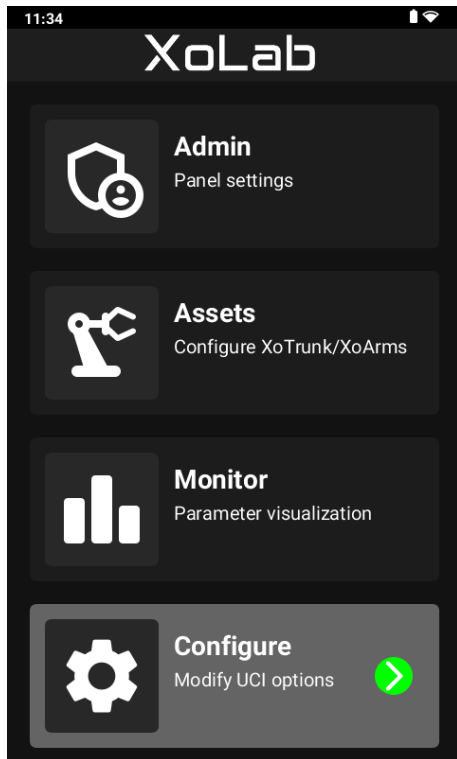 11:34
XoLab
Admin
Panel settings
Assets
Configure XoTrunk/XoArms
Monitor
Parameter visualization
Configure
Modify UCI options